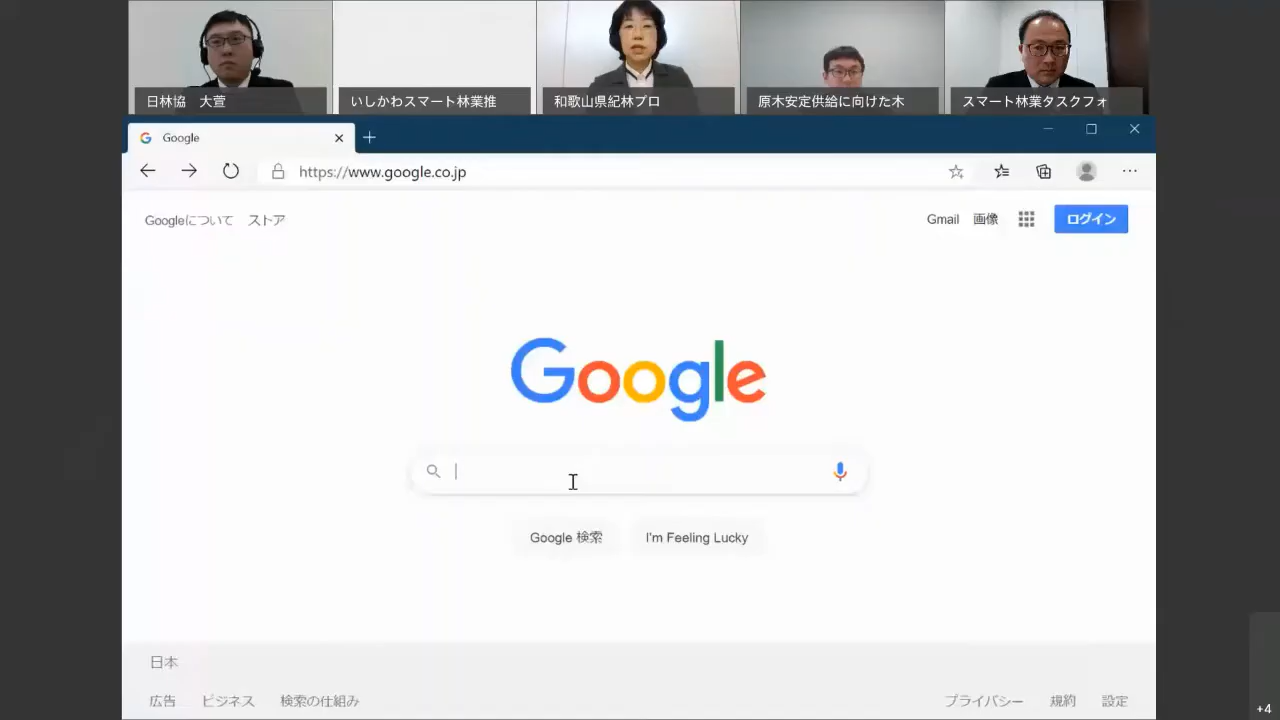 日林協 大萱
いしかわスマート林業推
和歌山県紀林プロ
原木安定供給に向けた木
スマート林業タスクフォ
Google
https://www.google.co.jp
Googleについて ストア
Gmail 画像
ログイン
Google
Google 検索
I'm Feeling Lucky
日本
広告 ビジネス 検索の仕組み
プライバシー 規約 設定
+4